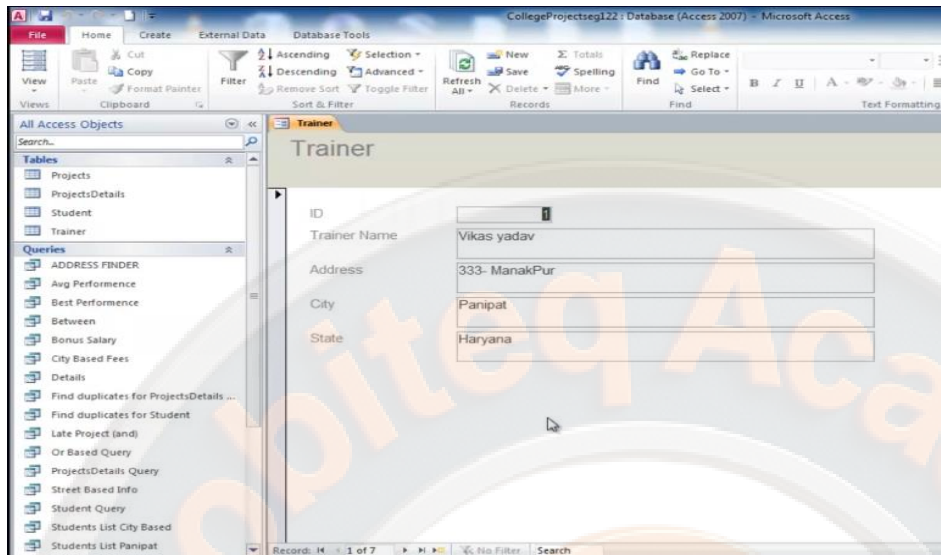 CollegeProjectseg122 : Database (Access 2007) - Microsoft Access
File Home Create External Data Database Tools
View
Views
Paste
Cut
Copy
Format Painter
Clipboard
Filter
Ascending
Descending
Remove Sort
Selection
Advanced
Toggle Filter
Sort & Filter
Refresh All
New
Save
Delete
Totals
Spelling
More
Records
Find
Replace
Go To
Select
Find
B I U A
Text Formatting
All Access Objects
Search...
Tables
Projects
ProjectsDetails
Student
Trainer
Queries
ADDRESS FINDER
Avg Performence
Best Performence
Between
Bonus Salary
City Based Fees
Details
Find duplicates for ProjectsDetails ...
Find duplicates for Student
Late Project (and)
Or Based Query
ProjectsDetails Query
Street Based Info
Student Query
Students List City Based
Students List Panipat
Trainer
Trainer
ID 1
Trainer Name Vikas yadav
Address 333- ManakPur
City Panipat
State Haryana
Record: 1 of 7 No Filter Search
obiteq Aca